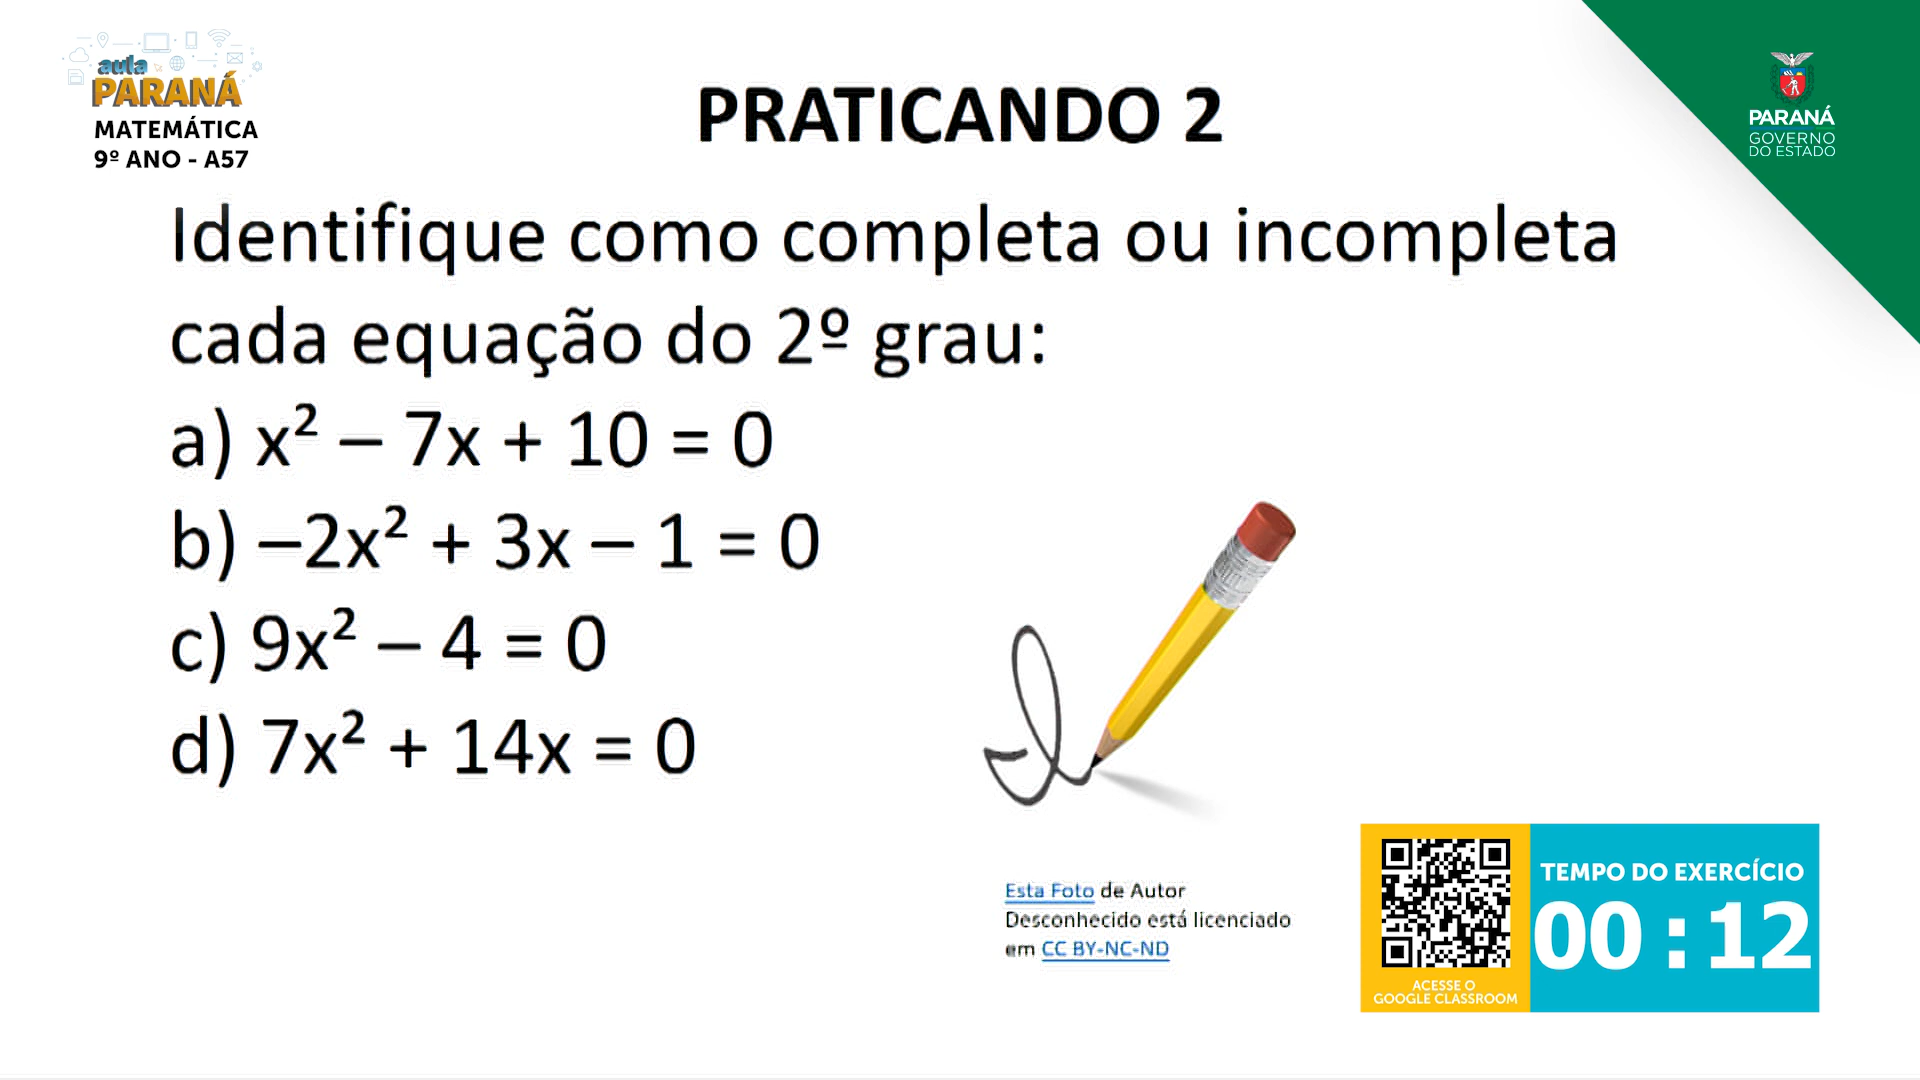 aula
PARANÁ
MATEMÁTICA
9º ANO - A57
PRATICANDO 2
PARANÁ
GOVERNO
DO ESTADO
Identifique como completa ou incompleta
cada equação do 2º grau:
a) x² – 7x + 10 = 0
b) –2x² + 3x – 1 = 0
c) 9x² – 4 = 0
d) 7x² + 14x = 0
Esta Foto de Autor
Desconhecido está licenciado
em CC BY-NC-ND
ACESSE O
GOOGLE CLASSROOM
TEMPO DO EXERCÍCIO
00 : 12